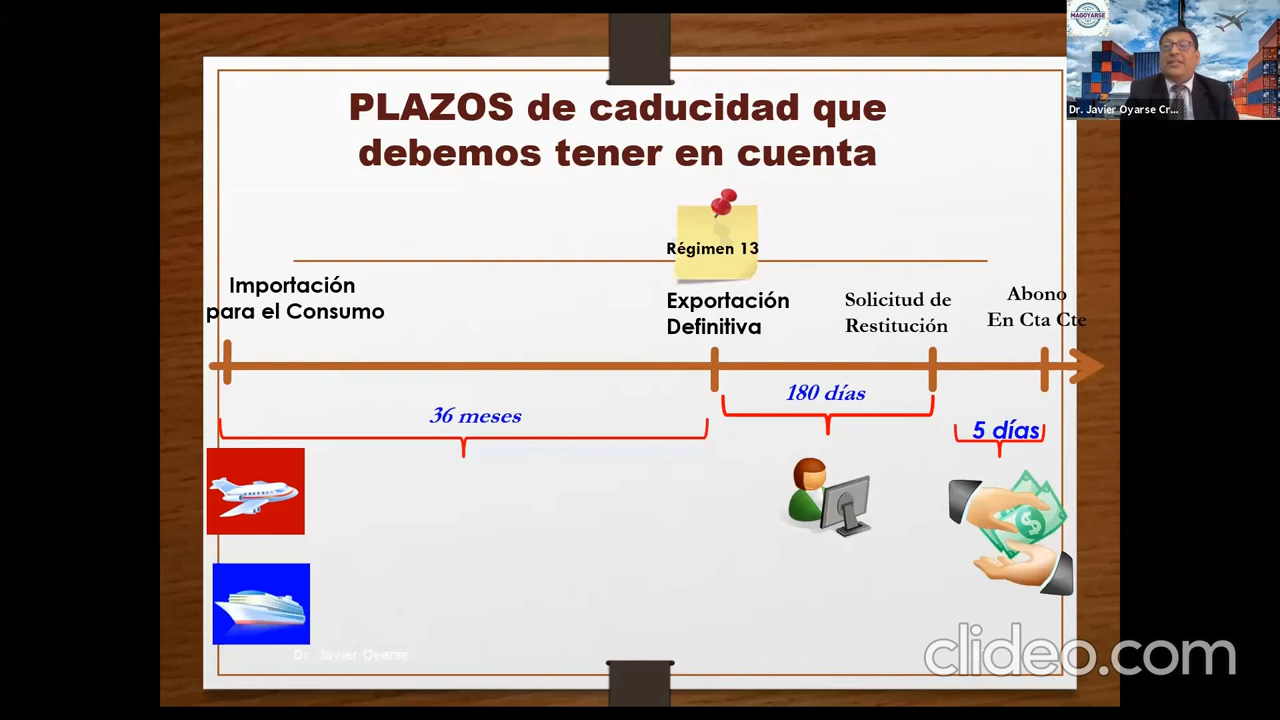 MAGOYARSE
Dr. Javier Oyarse Cr...
PLAZOS de caducidad que
debemos tener en cuenta
Régimen 13
Importación
para el Consumo
Exportación
Definitiva
Solicitud de
Restitución
Abono
En Cta Cte
36 meses
180 días
5 días
Dr. Javier Oyarse
clideo.com